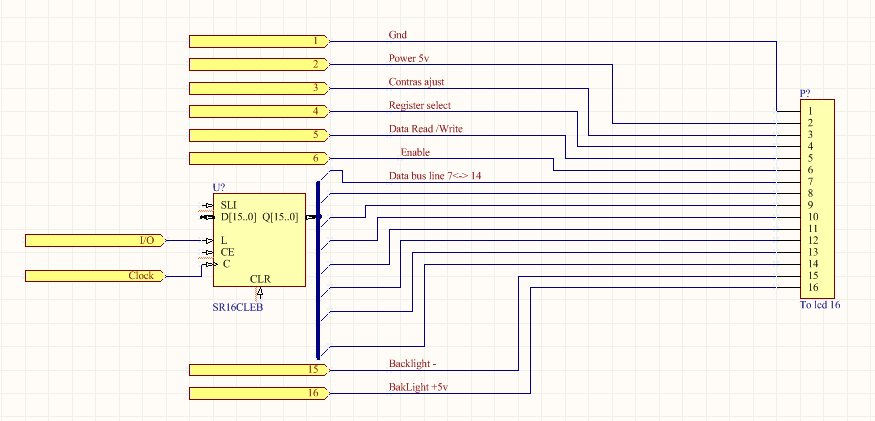 1 Gnd
2 Power 5v
3 Contras ajust
4 Register select
5 Data Read /Write
6 Enable
Data bus line 7<-> 14
U?
SLI
D[15..0] Q[15..0]
L
CE
C
CLR
SR16CLEB
I/O
Clock
15 Backlight -
16 BakLight +5v
P?
1
2
3
4
5
6
7
8
9
10
11
12
13
14
15
16
To lcd 16